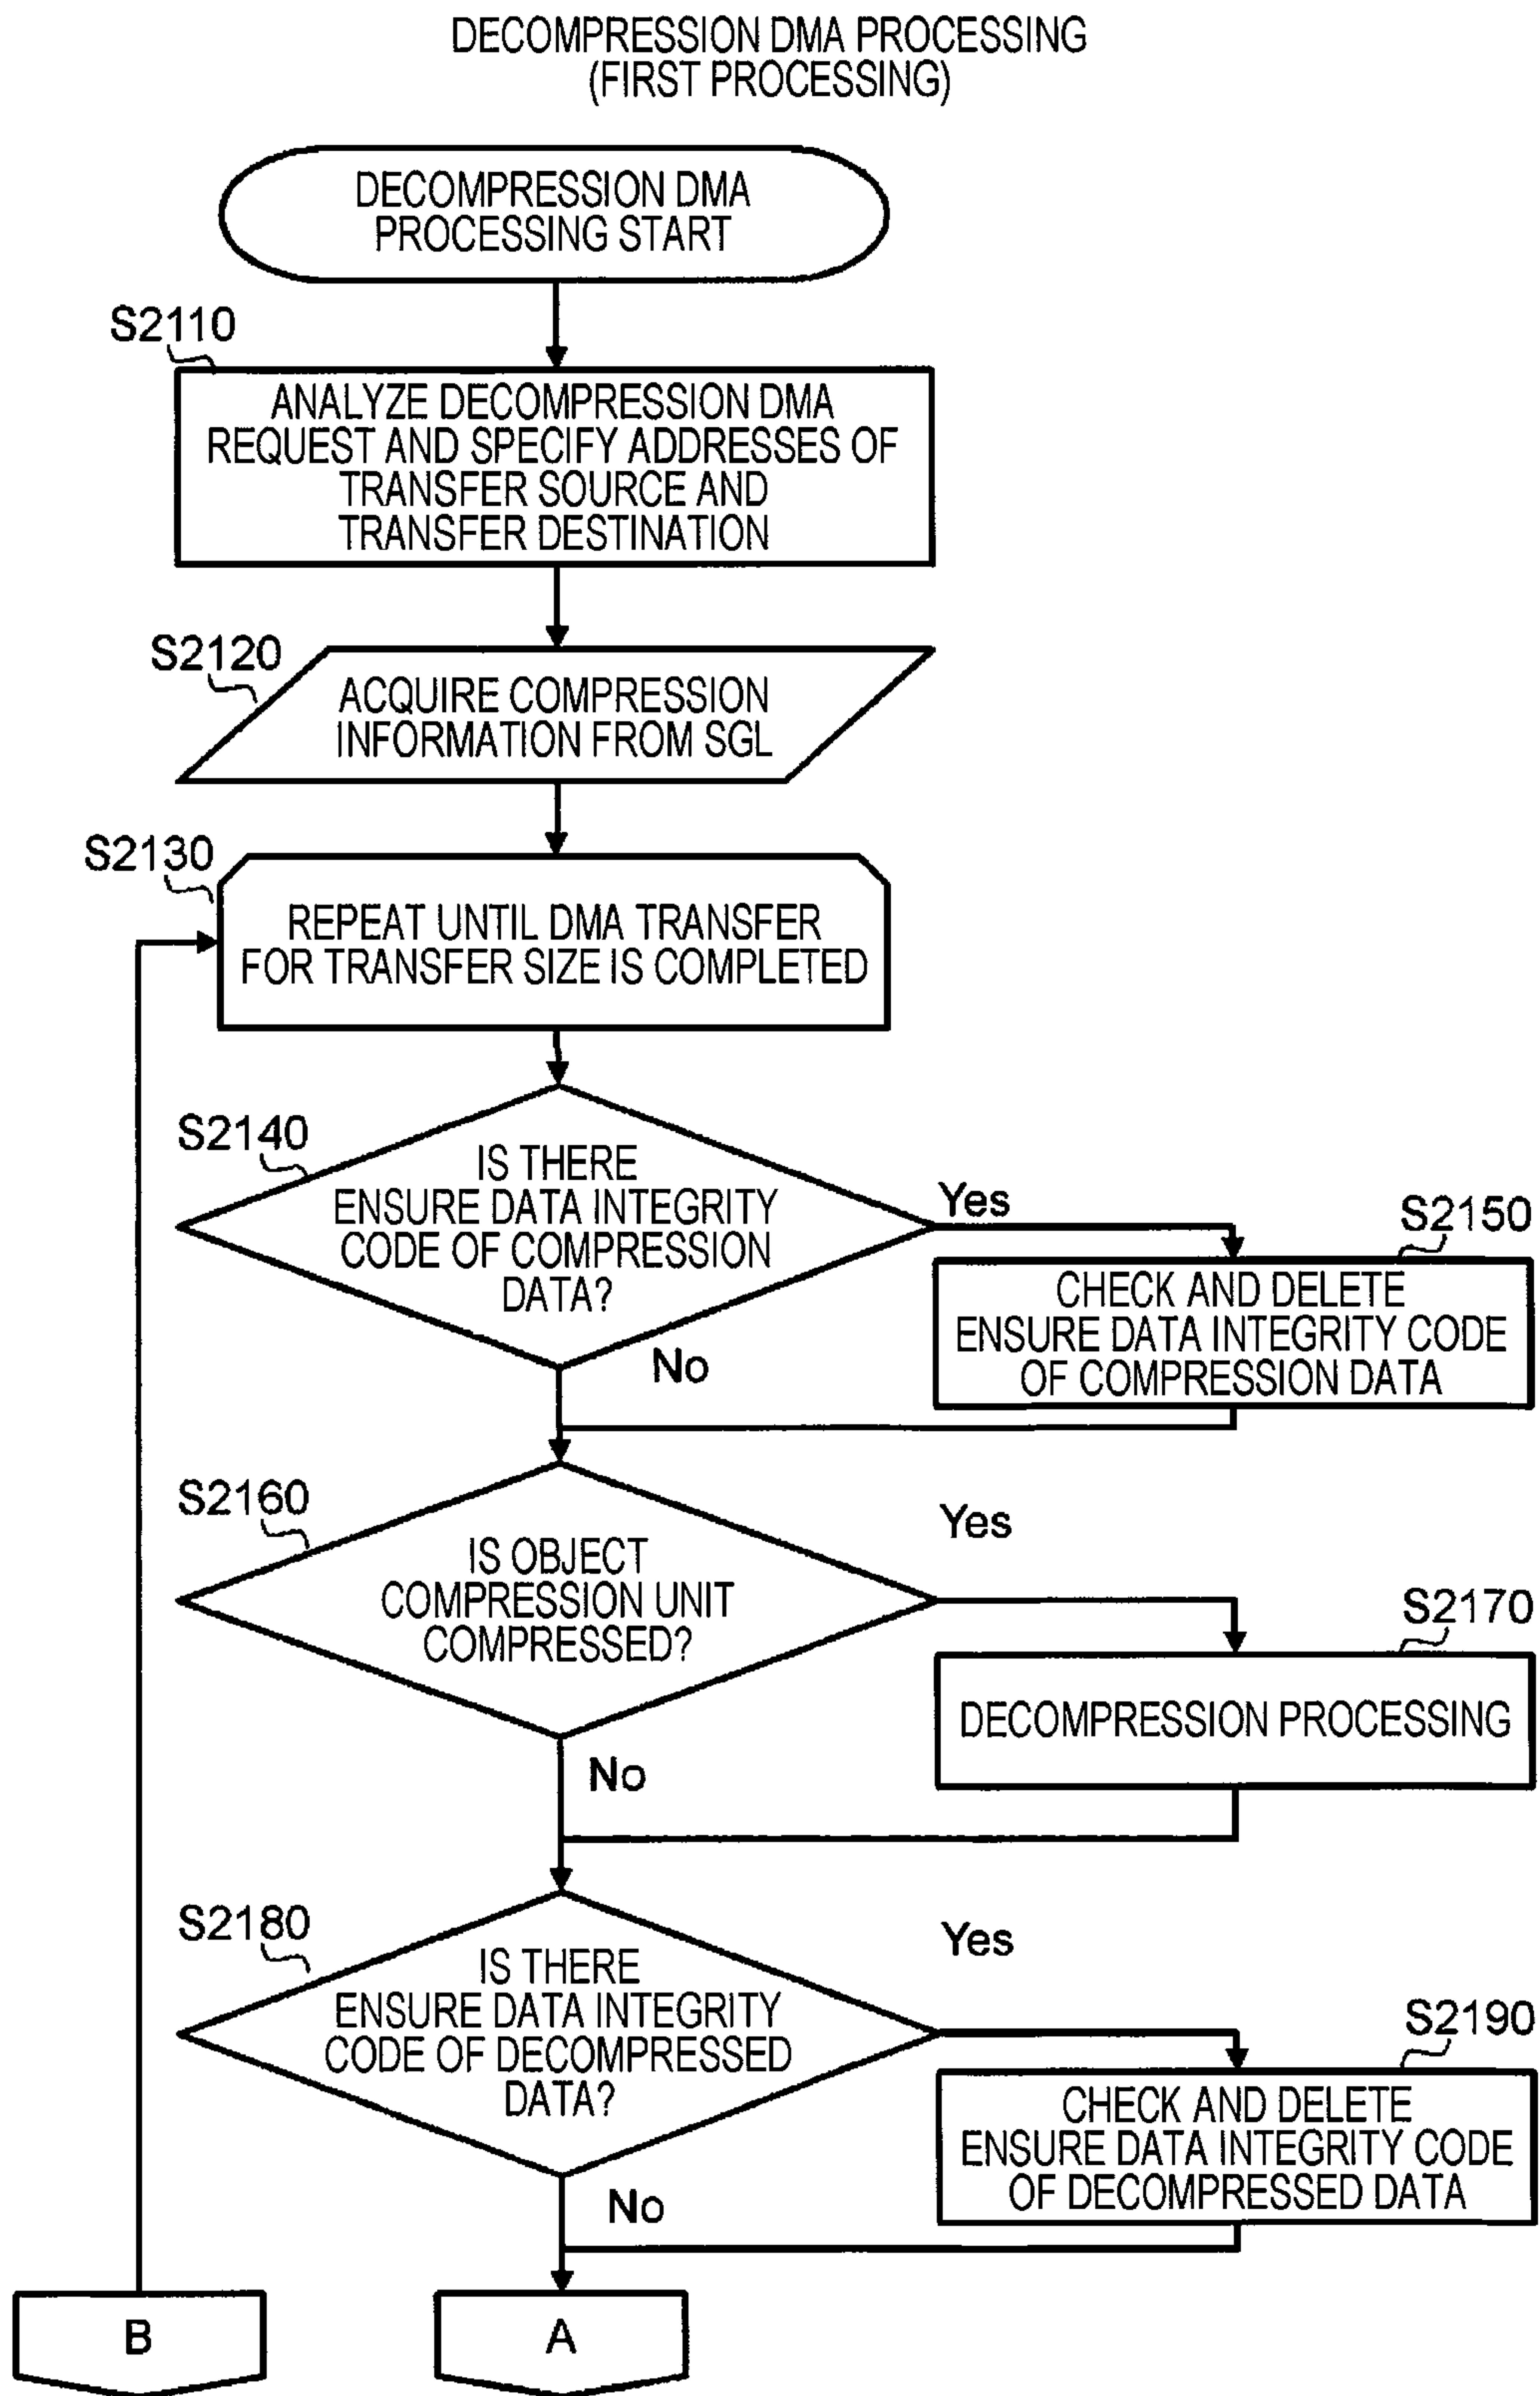 DECOMPRESSION DMA PROCESSING
(FIRST PROCESSING)
DECOMPRESSION DMA
PROCESSING START
S2110
ANALYZE DECOMPRESSION DMA
REQUEST AND SPECIFY ADDRESSES OF
TRANSFER SOURCE AND
TRANSFER DESTINATION
S2120
ACQUIRE COMPRESSION
INFORMATION FROM SGL
S2130
REPEAT UNTIL DMA TRANSFER
FOR TRANSFER SIZE IS COMPLETED
S2140
IS THERE
ENSURE DATA INTEGRITY
CODE OF COMPRESSION
DATA?
Yes
S2150
CHECK AND DELETE
ENSURE DATA INTEGRITY CODE
OF COMPRESSION DATA
No
S2160
IS OBJECT
COMPRESSION UNIT
COMPRESSED?
Yes
S2170
DECOMPRESSION PROCESSING
No
S2180
IS THERE
ENSURE DATA INTEGRITY
CODE OF DECOMPRESSED
DATA?
Yes
S2190
CHECK AND DELETE
ENSURE DATA INTEGRITY CODE
OF DECOMPRESSED DATA
No
B
A